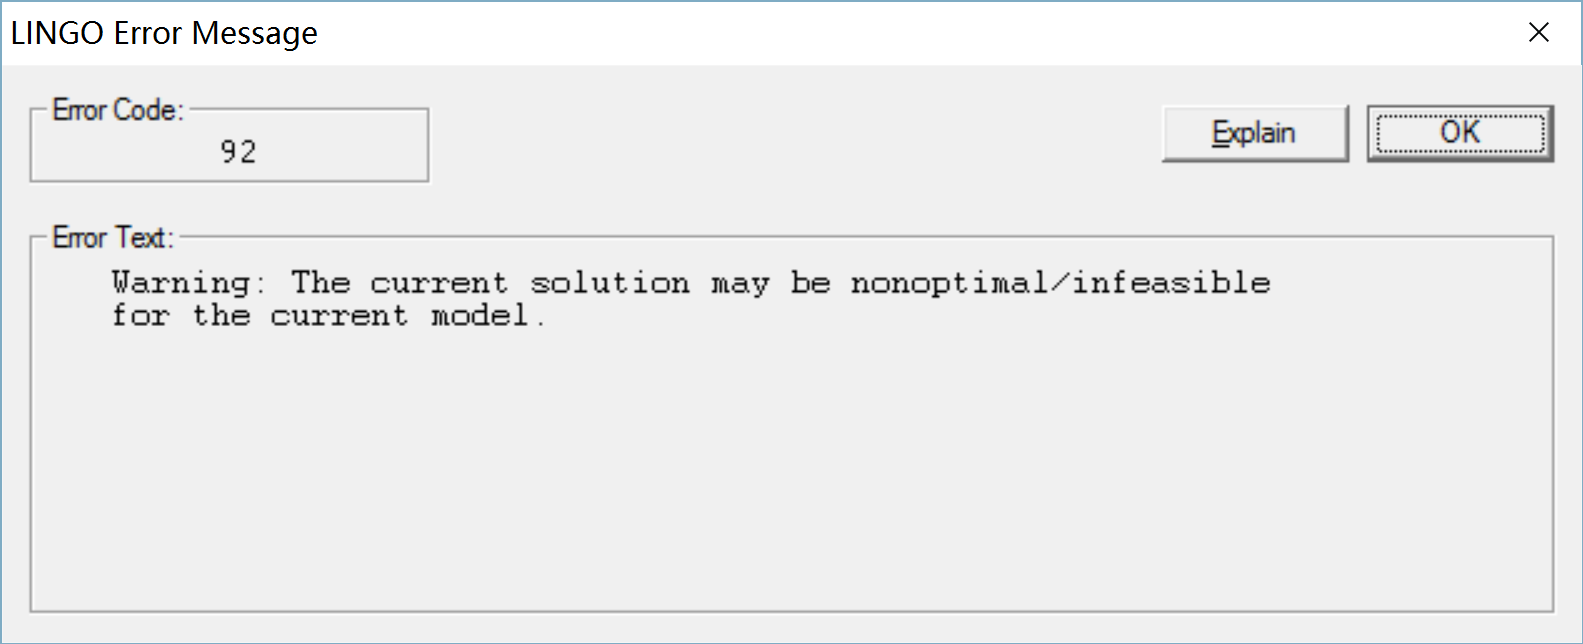 LINGO Error Message
Error Code:
92
Explain
OK
Error Text:
Warning: The current solution may be nonoptimal/infeasible
for the current model.